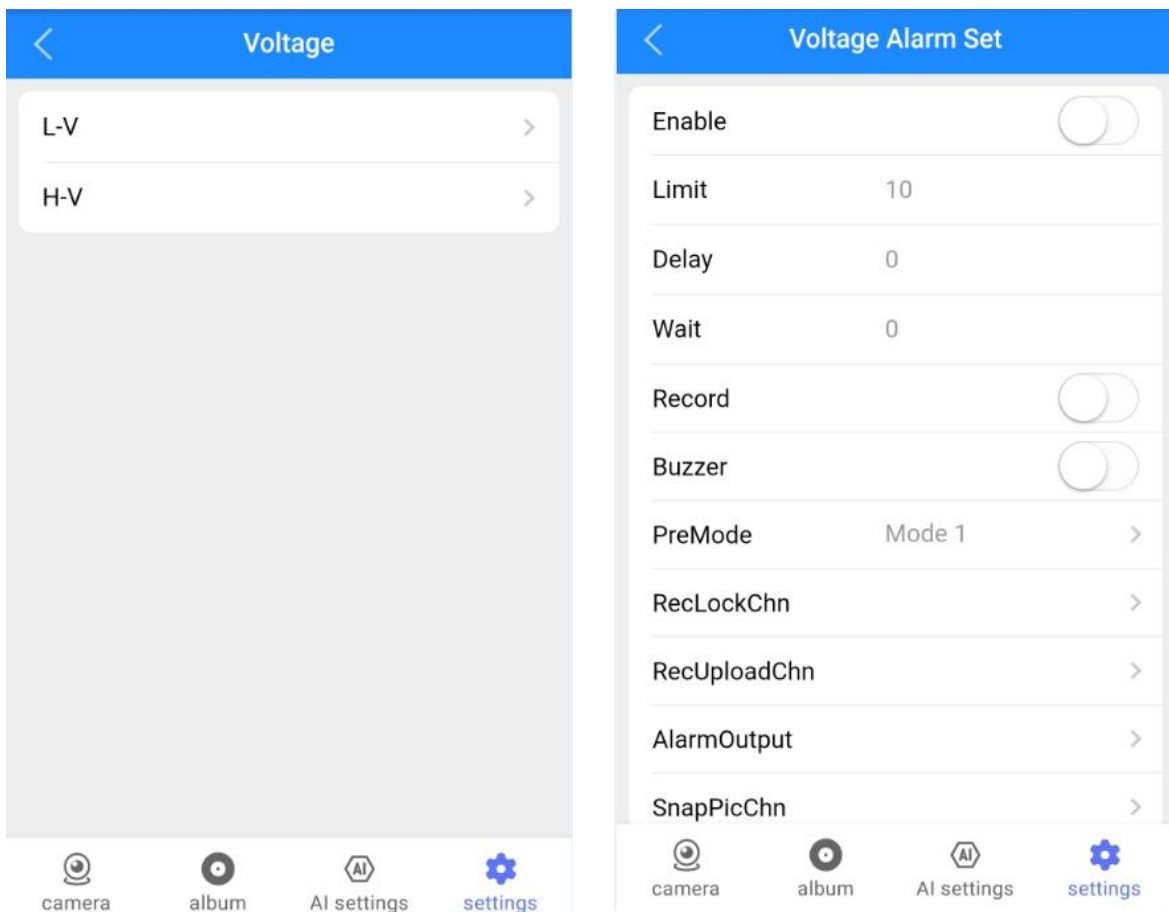 Voltage
L-V
H-V
camera album AI settings settings
Voltage Alarm Set
Enable
Limit 10
Delay 0
Wait 0
Record
Buzzer
PreMode Mode 1
RecLockChn
RecUploadChn
AlarmOutput
SnapPicChn
camera album AI settings settings